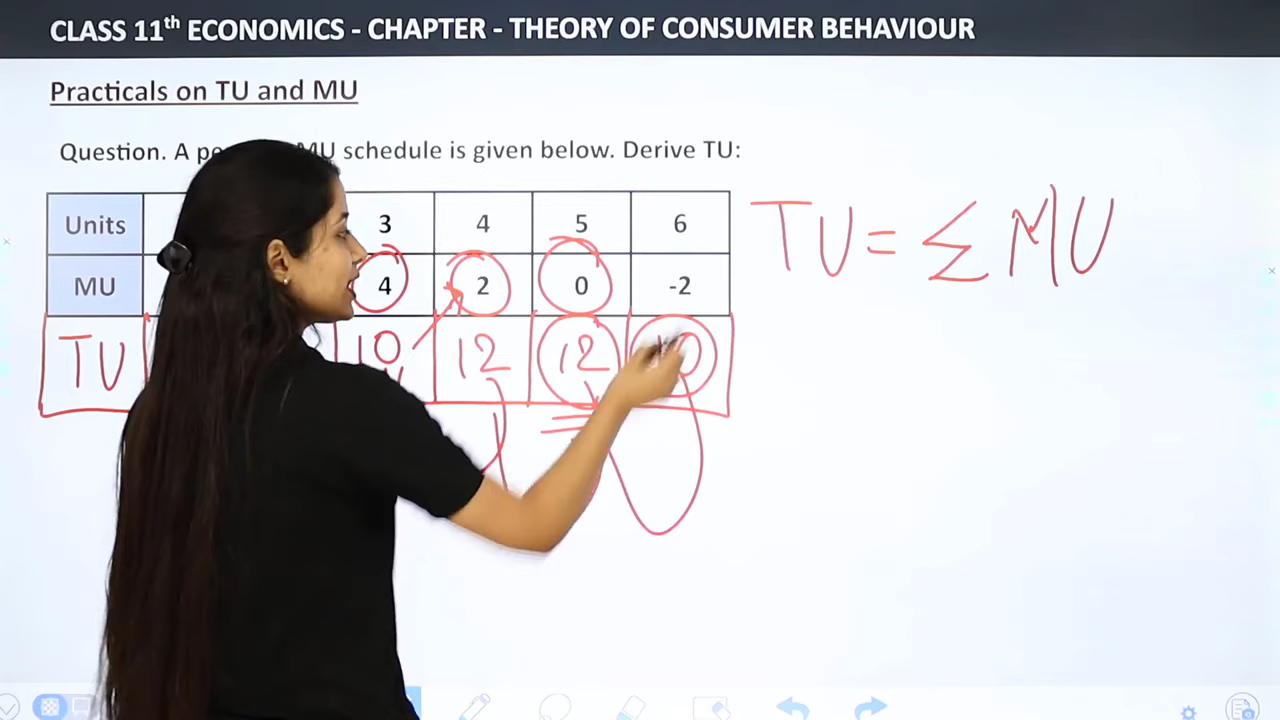 CLASS 11th ECONOMICS - CHAPTER - THEORY OF CONSUMER BEHAVIOUR
Practicals on TU and MU
Question. A MU schedule is given below. Derive TU:
Units 3 4 5 6
MU 4 2 0 -2
TU 10 12 12 10
TU = Σ MU